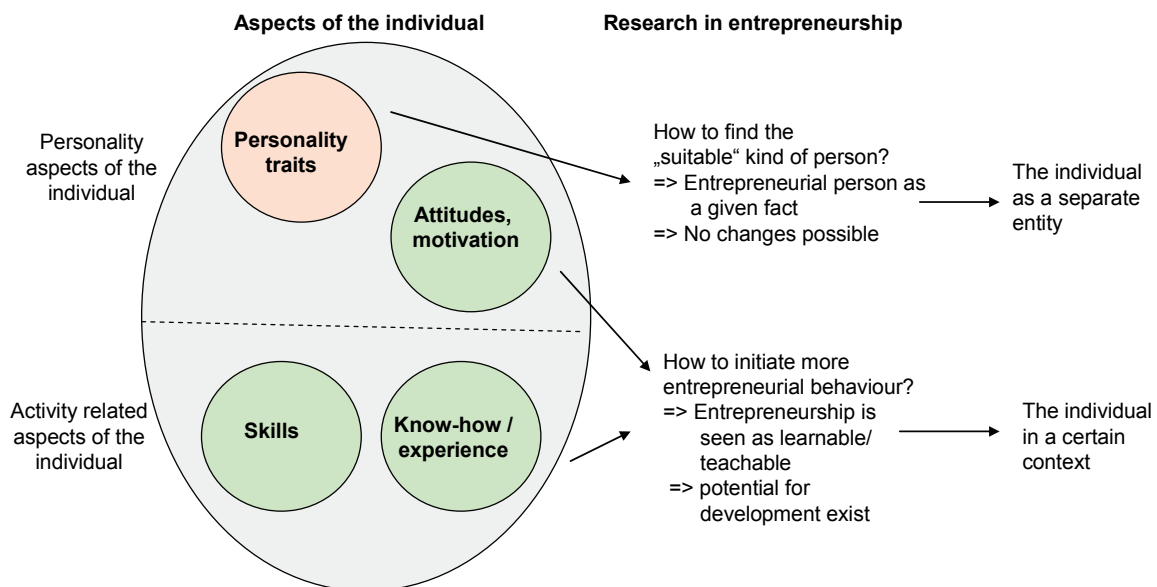 Aspects of the individual
Research in entrepreneurship
Personality
aspects of the
individual
Personality
traits
Attitudes,
motivation
How to find the
„suitable“ kind of person?
=> Entrepreneurial person as
a given fact
=> No changes possible
The individual
as a separate
entity
Activity related
aspects of the
individual
Skills
Know-how /
experience
How to initiate more
entrepreneurial behaviour?
=> Entrepreneurship is
seen as learnable/
teachable
=> potential for
development exist
The individual
in a certain
context